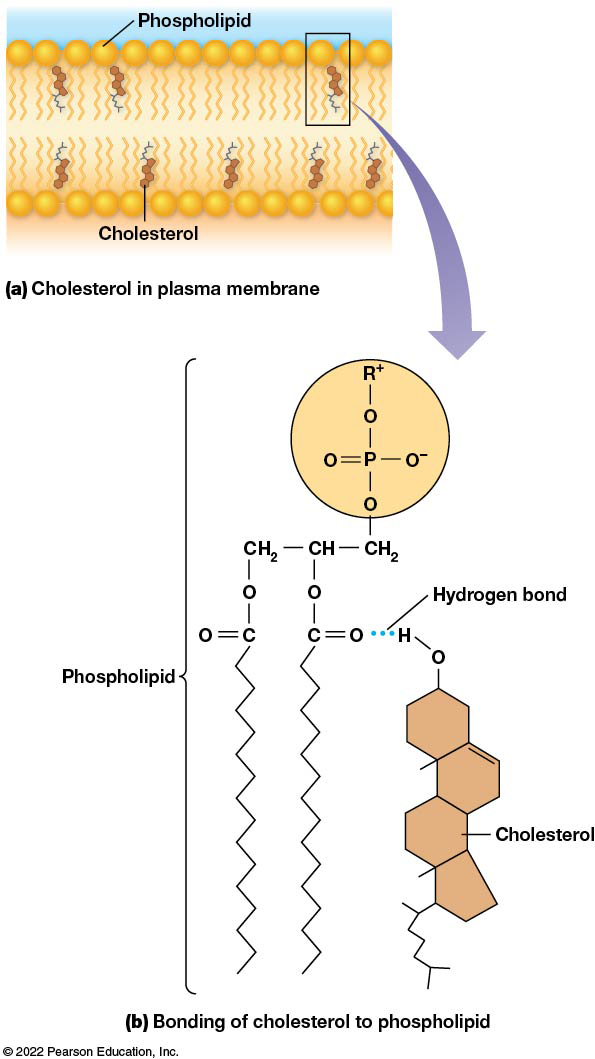 Phospholipid
Cholesterol
(a) Cholesterol in plasma membrane
R+
O
O=P—O−
O
CH2—CH—CH2
O O
Hydrogen bond
O=C C=O H
O
Phospholipid
Cholesterol
(b) Bonding of cholesterol to phospholipid
© 2022 Pearson Education, Inc.